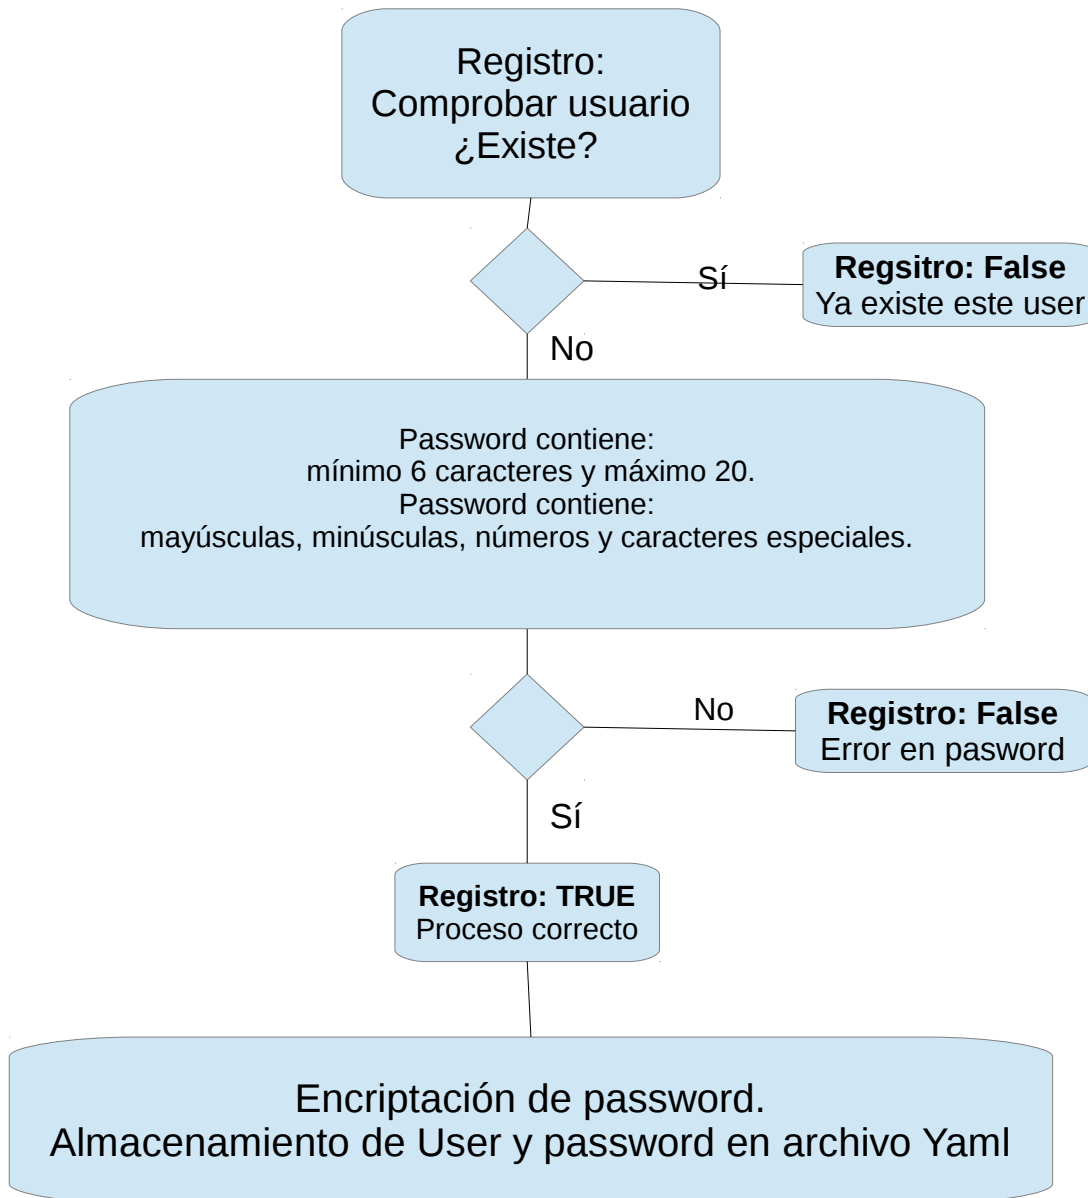 Registro:
Comprobar usuario
¿Existe?
Sí
Regsitro: False
Ya existe este user
No
Password contiene:
mínimo 6 caracteres y máximo 20.
Password contiene:
mayúsculas, minúsculas, números y caracteres especiales.
No
Registro: False
Error en pasword
Sí
Registro: TRUE
Proceso correcto
Encriptación de password.
Almacenamiento de User y password en archivo Yaml